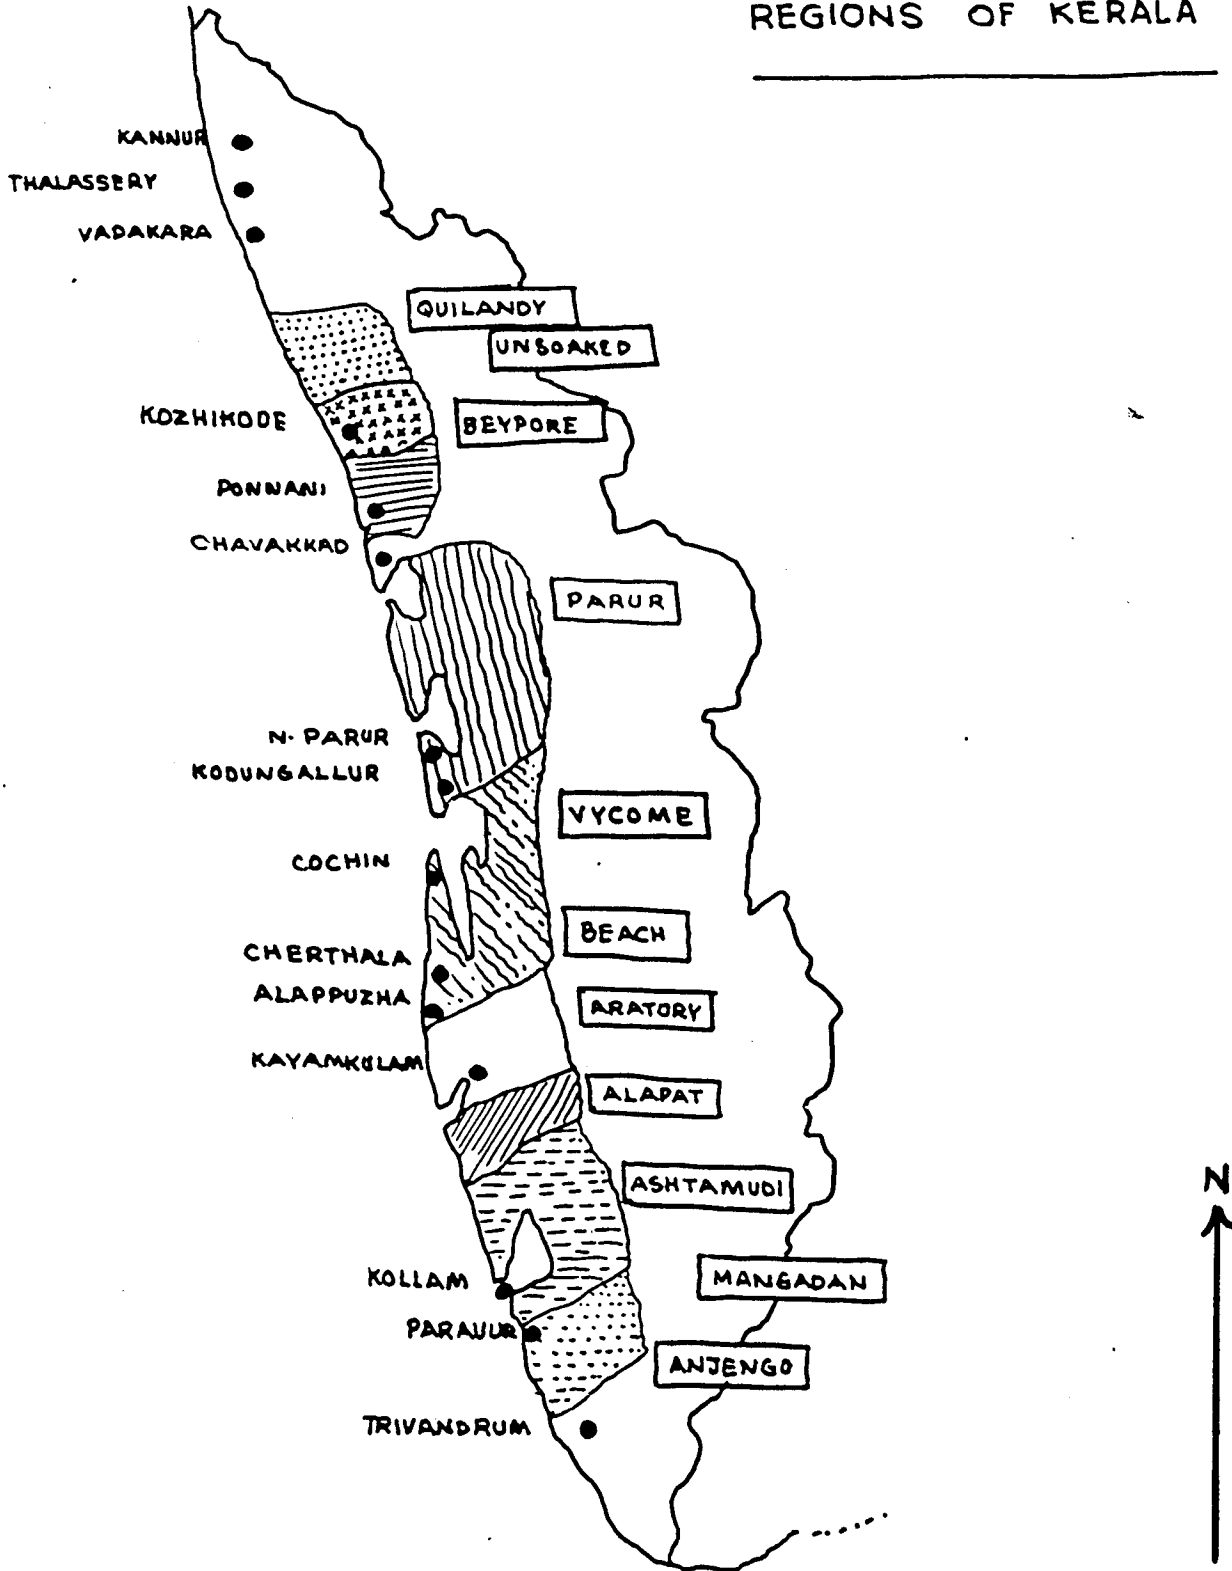 REGIONS OF KERALA
KANNUR
THALASSERY
VADAKARA
QUILANDY
UNSOAKED
KOZHIKODE
BEYPORE
PONNANI
CHAVAKKAD
PARUR
N. PARUR
KODUNGALLUR
VYCOME
COCHIN
BEACH
CHERTHALA
ALAPPUZHA
ARATORY
KAYAMKULAM
ALAPAT
ASHTAMUDI
N
KOLLAM
MANGADAN
PARAVUR
ANJENGO
TRIVANDRUM